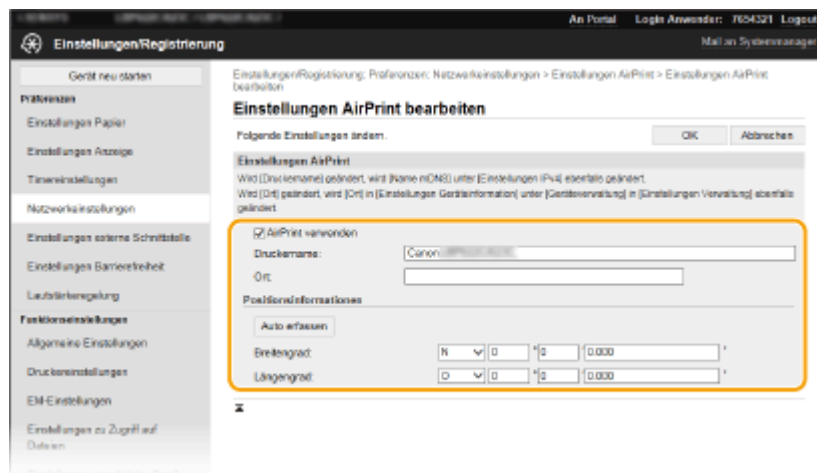 An Portal Login Anwender: 7654321 Logout
Einstellungen/Registrierung
Mail an Systemmanager
Gerät neu starten
Präferenzen
Einstellungen Papier
Einstellungen Anzeige
Timereinstellungen
Netzwerkeinstellungen
Einstellungen externe Schnittstelle
Einstellungen Barrierefreiheit
Lautstärkeregelung
Funktionseinstellungen
Allgemeine Einstellungen
Druckereinstellungen
EM-Einstellungen
Einstellungen zu Zugriff auf
Dateien
Einstellungen/Registrierung: Präferenzen: Netzwerkeinstellungen > Einstellungen AirPrint > Einstellungen AirPrint
bearbeiten
Einstellungen AirPrint bearbeiten
Folgende Einstellungen ändern.
OK Abbrechen
Einstellungen AirPrint
Wird [Druckername] geändert, wird [Name mDNS] unter [Einstellungen IPv4] ebenfalls geändert.
Wird [Ort] geändert, wird [Ort] in [Einstellungen Geräteinformation] unter [Geräteverwaltung] in [Einstellungen Verwaltung] ebenfalls
geändert.
AirPrint verwenden
Druckername: Canon
Ort:
Positionsinformationen
Auto erfassen
Breitengrad: N 0 ° 0 ' 0.000 "
Längengrad: O 0 ° 0 ' 0.000 "